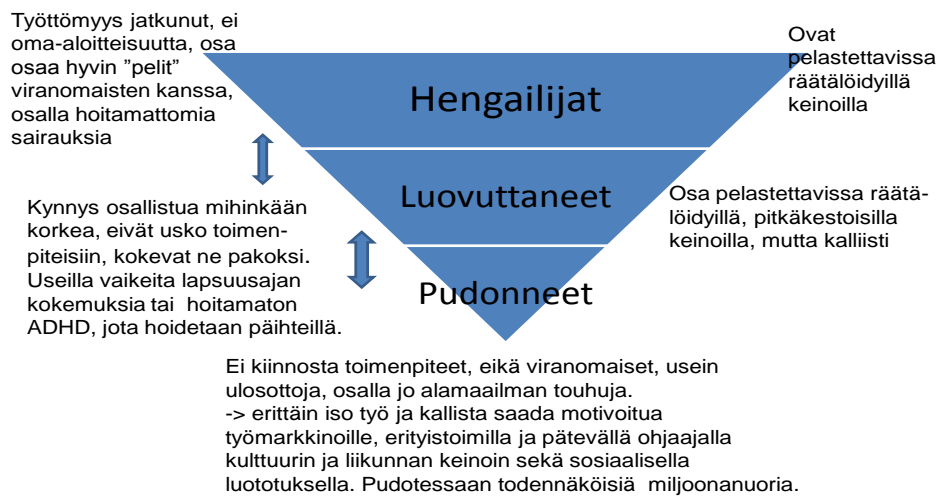 Työttömyys jatkunut, ei
oma-aloitteisuutta, osa
osaa hyvin ”pelit”
viranomaisten kanssa,
osalla hoitamattomia
sairauksia
Hengailijat
Ovat
pelastettavissa
räätälöidyillä
keinoilla
Kynnys osallistua mihinkään
korkea, eivät usko toimen-
piteisiin, kokevat ne pakoksi.
Useilla vaikeita lapsuusajan
kokemuksia tai hoitamaton
ADHD, jota hoidetaan päihteillä.
Luovuttaneet
Osa pelastettavissa räätä-
löidyillä, pitkäkestoisilla
keinoilla, mutta kalliisti
Pudonneet
Ei kiinnosta toimenpiteet, eikä viranomaiset, usein
ulosottoja, osalla jo alamaailman touhuja.
-> erittäin iso työ ja kallista saada motivoitua
työmarkkinoille, erityistoimilla ja pätevällä ohjaajalla
kulttuurin ja liikunnan keinoin sekä sosiaalisella
luototuksella. Pudotessaan todennäköisiä miljoonanuoria.